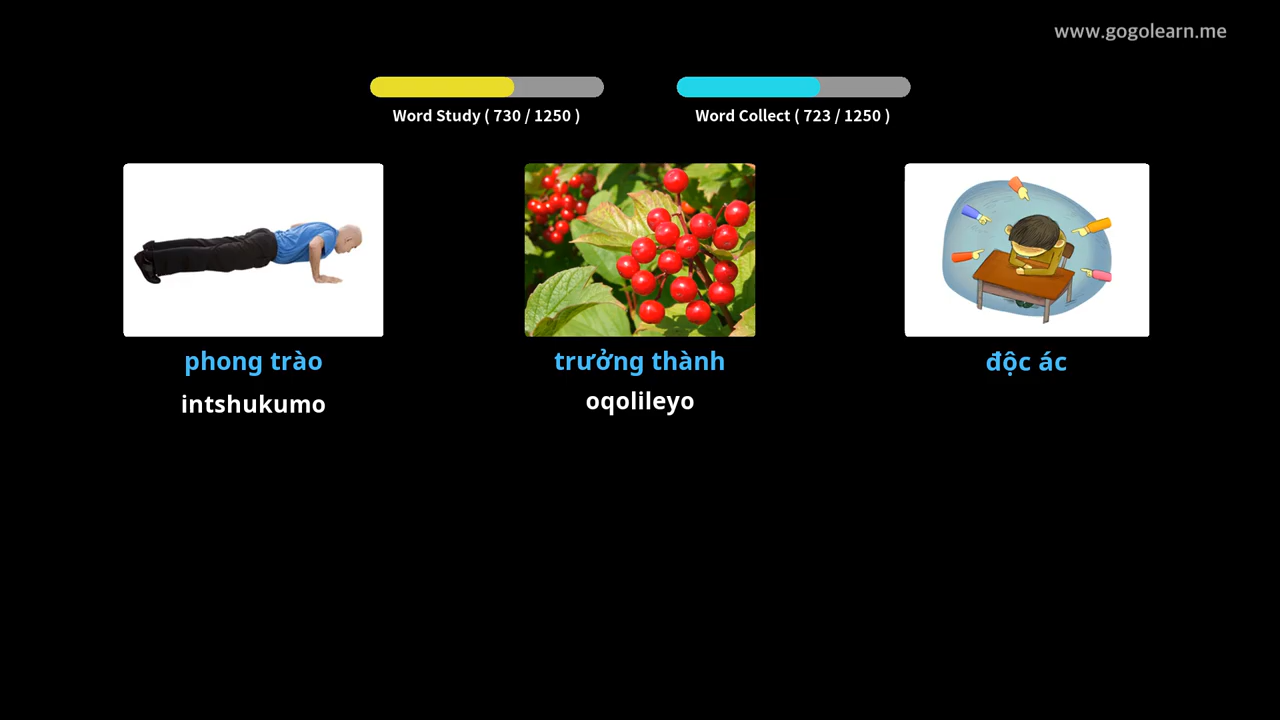 www.gogolearn.me
Word Study ( 730 / 1250 )
Word Collect ( 723 / 1250 )
phong trào
intshukumo
trưởng thành
oqolileyo
độc ác